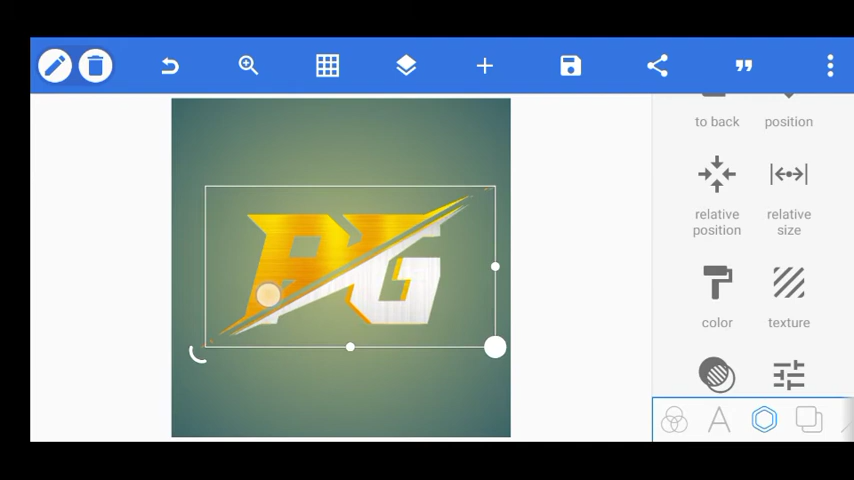 to back
position
relative position
relative size
color
texture
PG